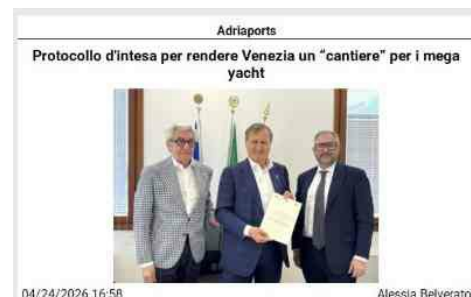 Adriaports
Protocollo d'intesa per rendere Venezia un “cantiere” per i mega
yacht
04/24/2026 16:58
Alessia Belverato